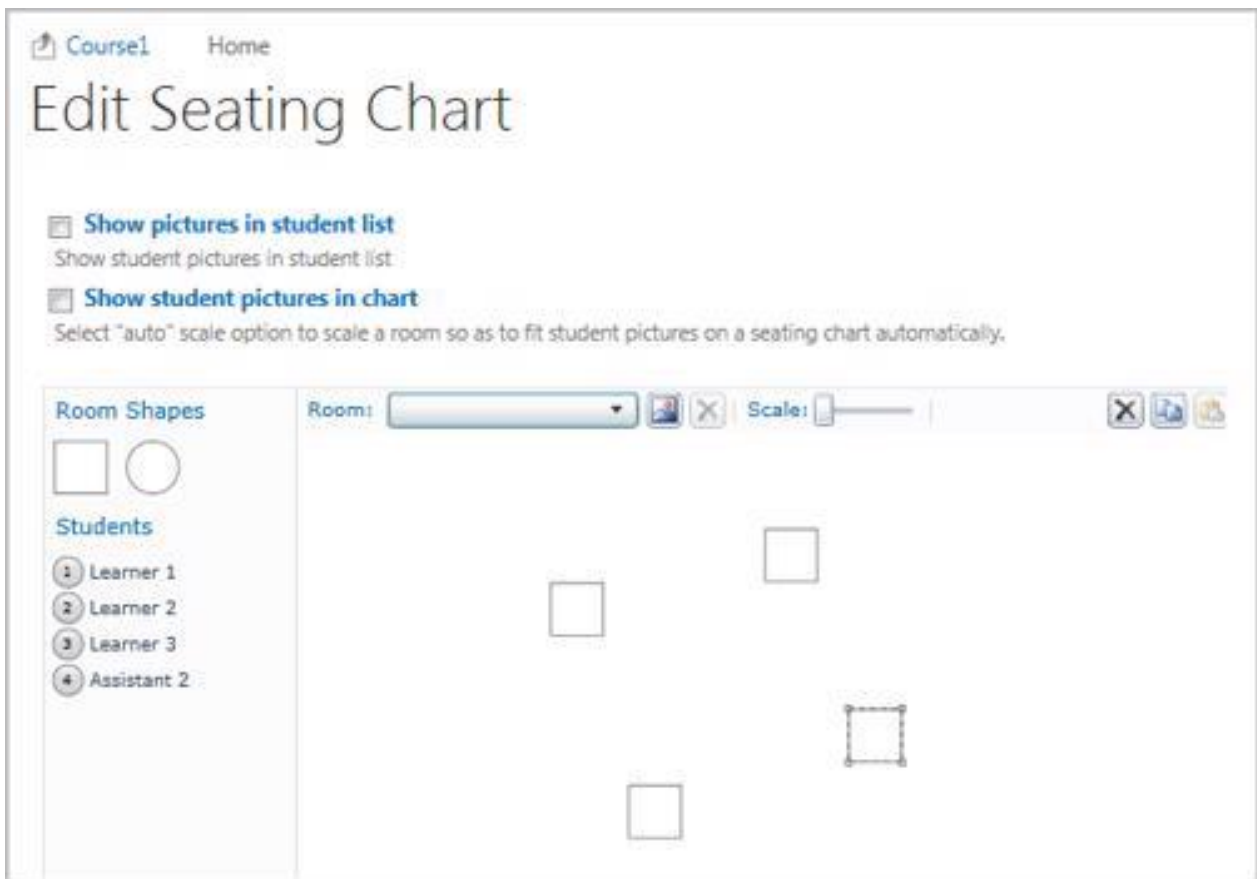 Course1 Home
Edit Seating Chart
Show pictures in student list
Show student pictures in student list
Show student pictures in chart
Select "auto" scale option to scale a room so as to fit student pictures on a seating chart automatically.
Room Shapes
Room: Scale:
Students
1 Learner 1
2 Learner 2
3 Learner 3
4 Assistant 2